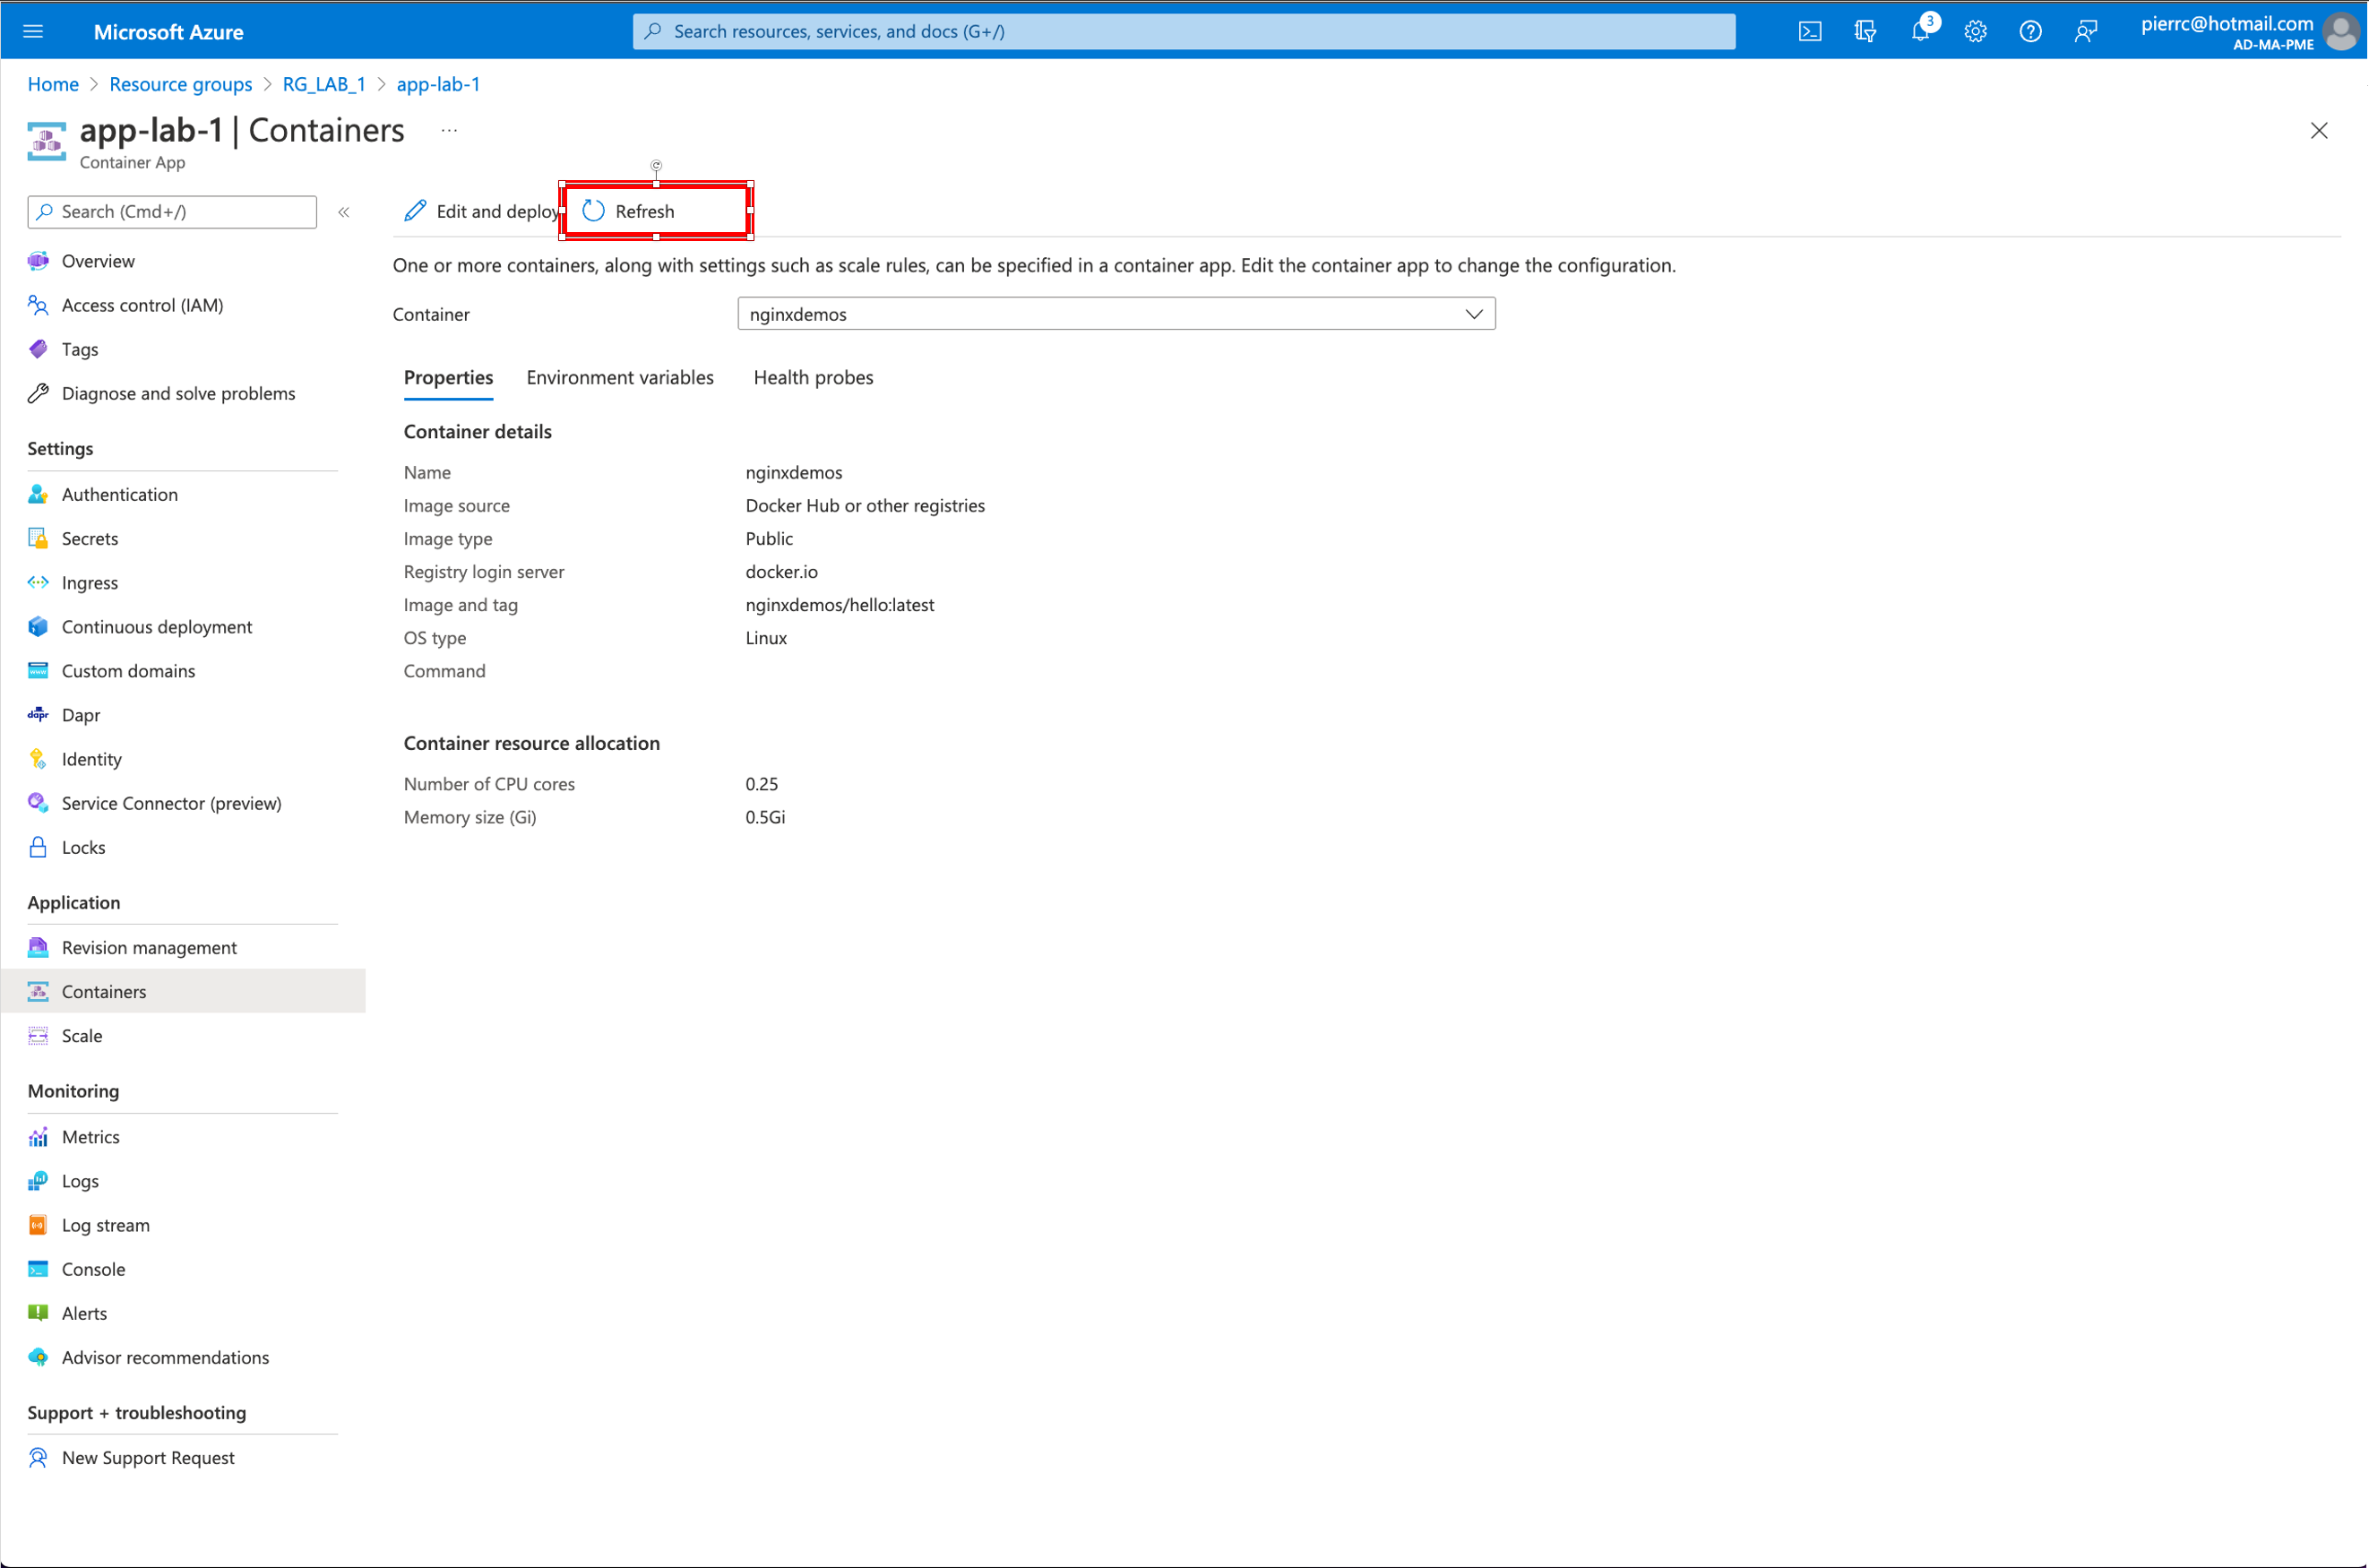 Microsoft Azure
Search resources, services, and docs (G+/)
3
pierrc@hotmail.com
AD-MA-PME
Home > Resource groups > RG_LAB_1 > app-lab-1
app-lab-1 | Containers ...
Container App
Search (Cmd+/)
«
Edit and deploy
Refresh
Overview
Access control (IAM)
Tags
Diagnose and solve problems
Settings
Authentication
Secrets
Ingress
Continuous deployment
Custom domains
Dapr
Identity
Service Connector (preview)
Locks
Application
Revision management
Containers
Scale
Monitoring
Metrics
Logs
Log stream
Console
Alerts
Advisor recommendations
Support + troubleshooting
New Support Request
One or more containers, along with settings such as scale rules, can be specified in a container app. Edit the container app to change the configuration.
Container nginxdemos
Properties Environment variables Health probes
Container details
Name nginxdemos
Image source Docker Hub or other registries
Image type Public
Registry login server docker.io
Image and tag nginxdemos/hello:latest
OS type Linux
Command
Container resource allocation
Number of CPU cores 0.25
Memory size (Gi) 0.5Gi